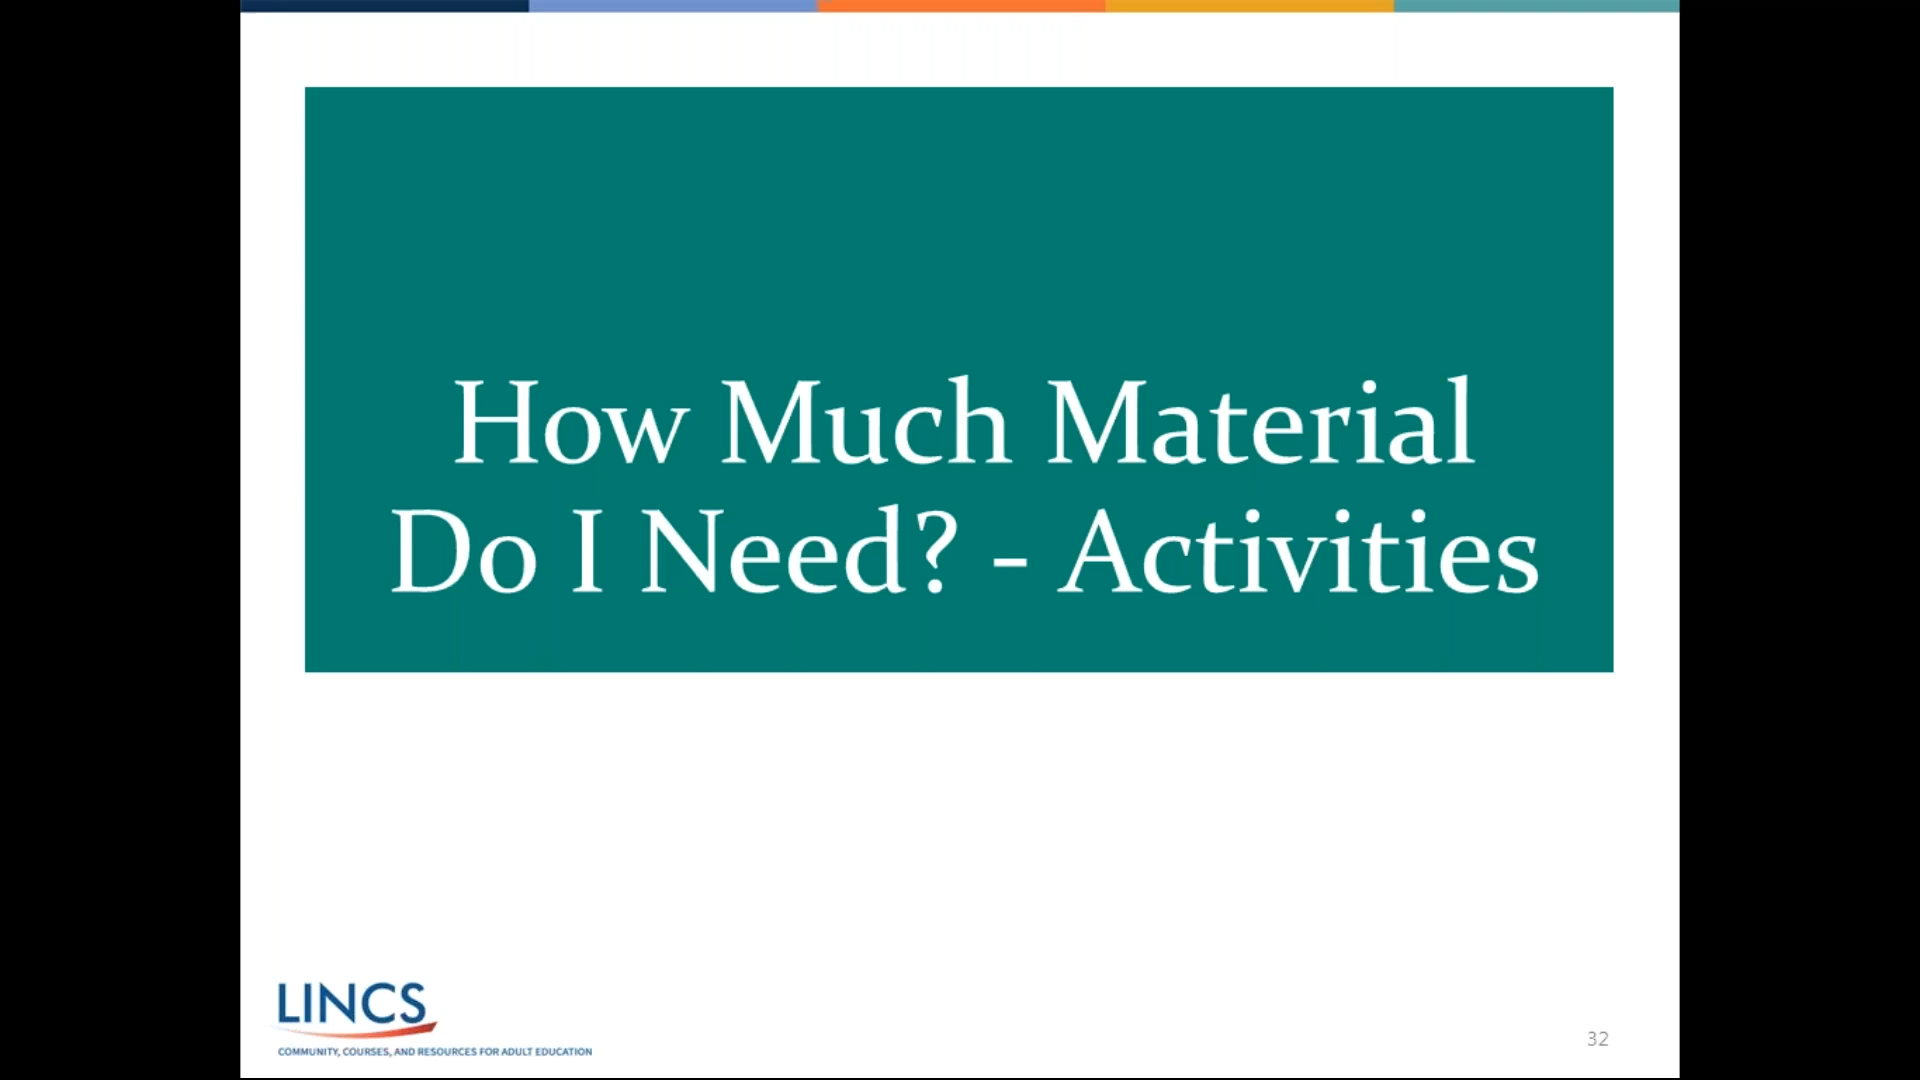 How Much Material
Do I Need? - Activities
LINCS
COMMUNITY, COURSES, AND RESOURCES FOR ADULT EDUCATION
32